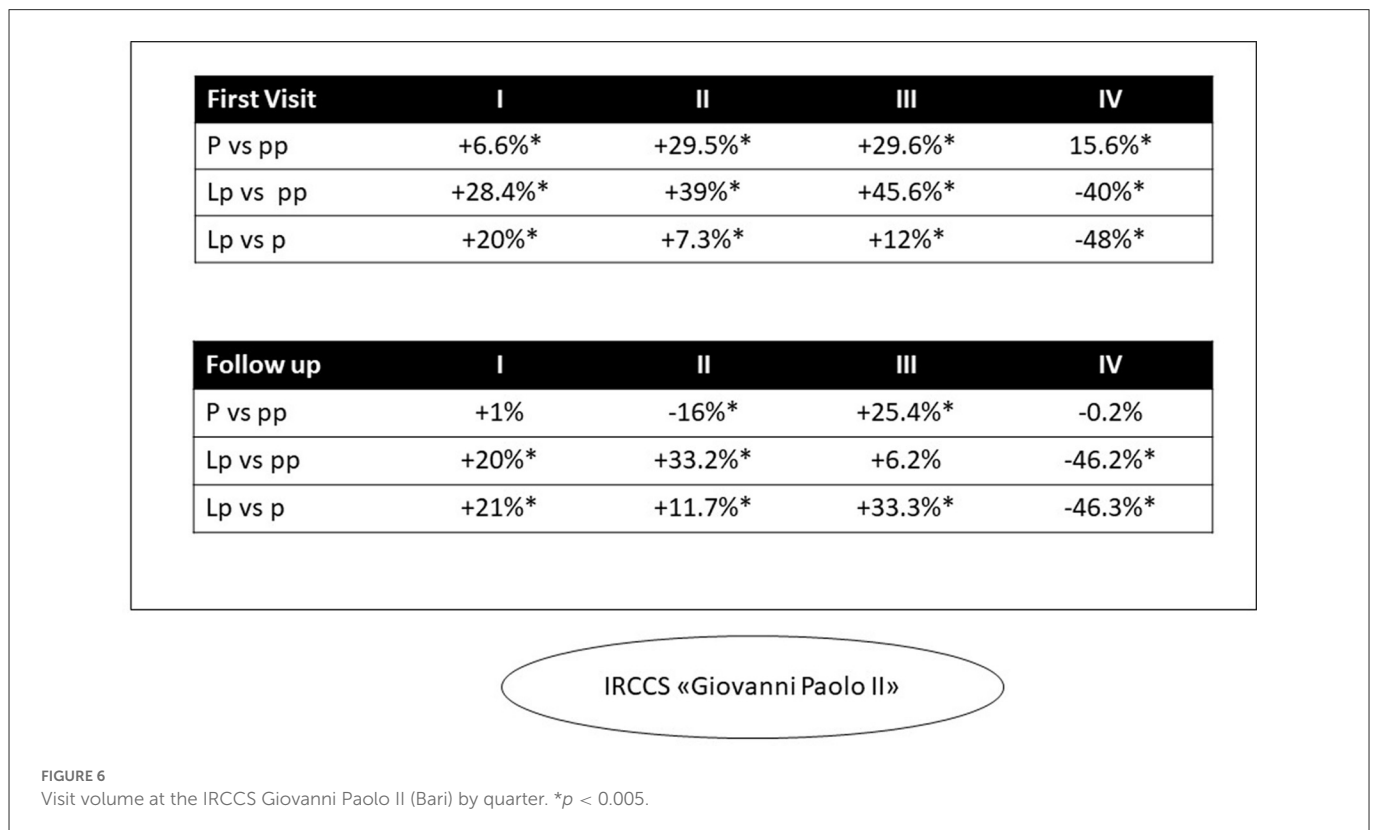 First Visit I II III IV
P vs pp +6.6%* +29.5%* +29.6%* 15.6%*
Lp vs pp +28.4%* +39%* +45.6%* -40%*
Lp vs p +20%* +7.3%* +12%* -48%*
Follow up I II III IV
P vs pp +1% -16%* +25.4%* -0.2%
Lp vs pp +20%* +33.2%* +6.2% -46.2%*
Lp vs p +21%* +11.7%* +33.3%* -46.3%*
IRCCS «Giovanni Paolo II»
FIGURE 6
Visit volume at the IRCCS Giovanni Paolo II (Bari) by quarter. *p < 0.005.